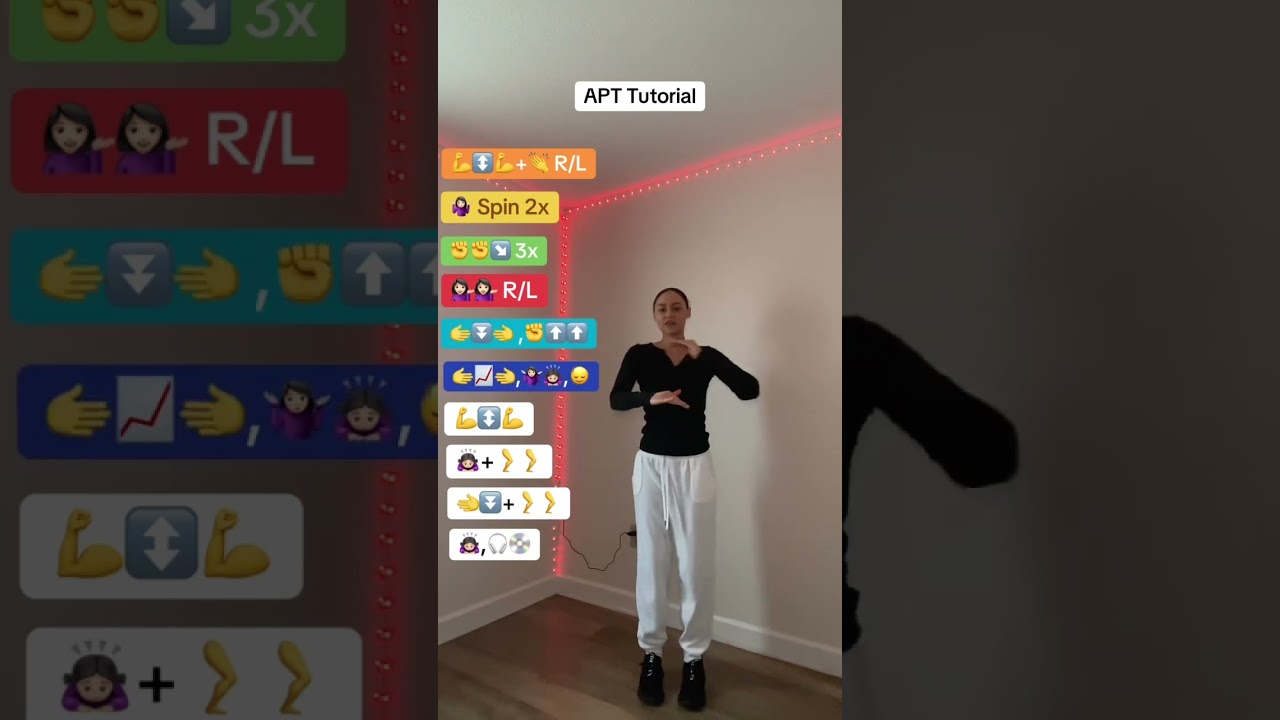 APT Tutorial
💪↕️💪+👏 R/L
🤷🏻‍♀️ Spin 2x
✊✊↘️ 3x
💁🏻‍♀️💁🏻‍♀️ R/L
🫱⏬🫲,✊⬆️⬆️
🫱📈🫲,🤷🏻‍♀️🙇🏻‍♀️,😔
💪↕️💪
🙇🏻‍♀️+🦵🦵
🫲⏬+🦵🦵
🙇🏻‍♀️,🎧💿